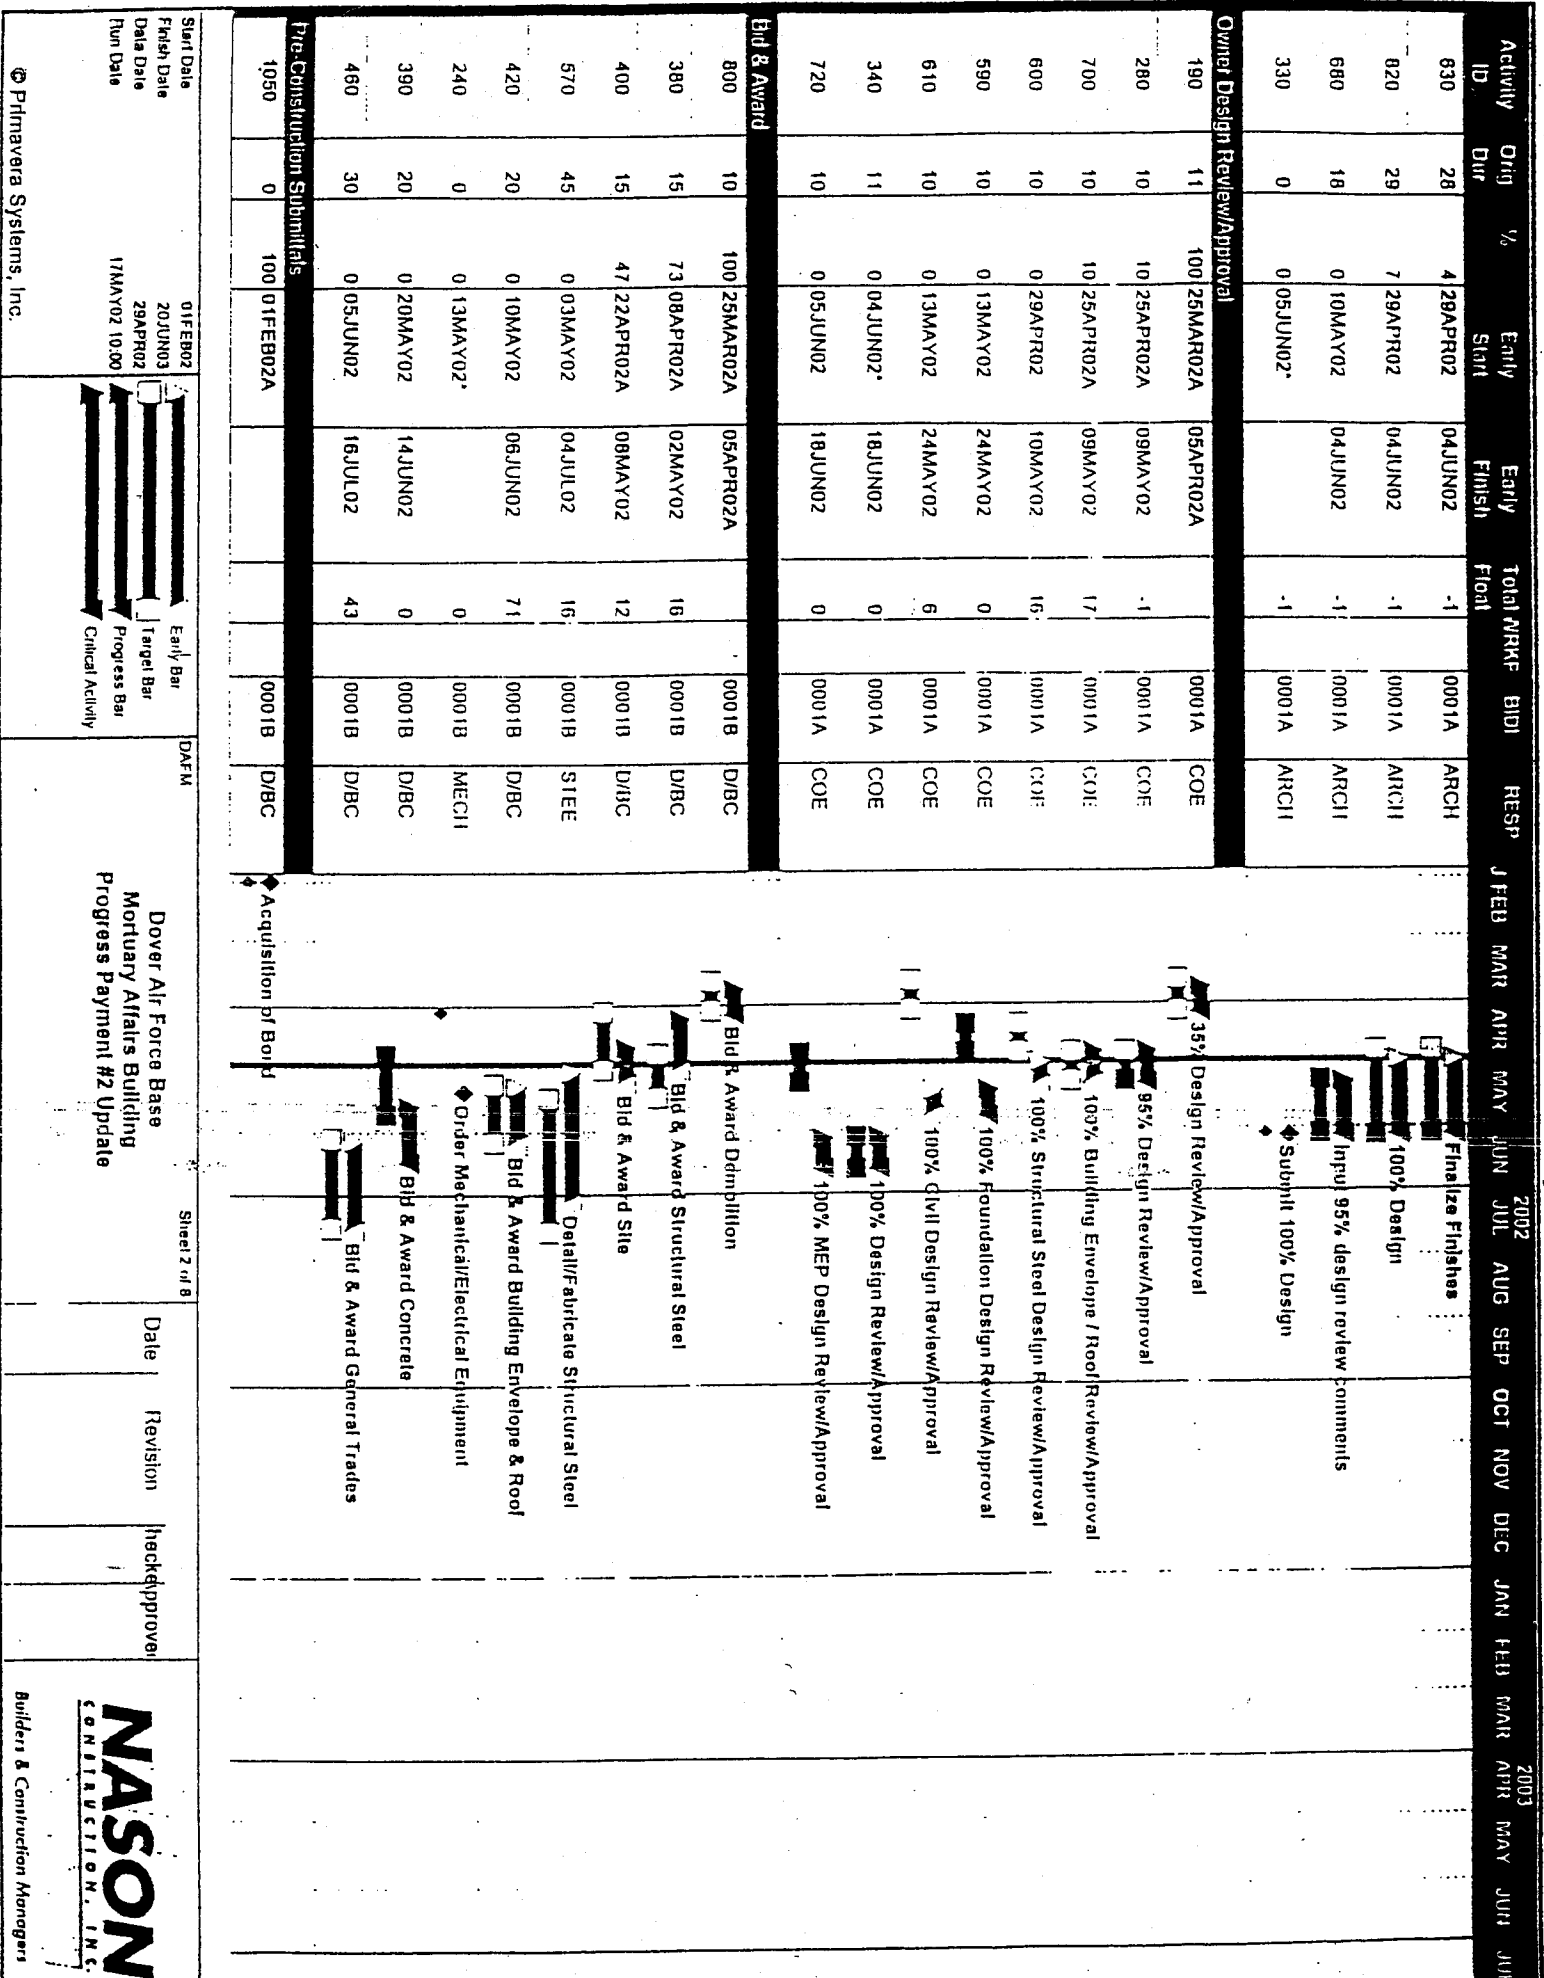 Activity ID Orig Dur % Early Start Early Finish Total Float WRKP BIDI RESP
2002 2003
J FEB MAR APR MAY JUN JUL AUG SEP OCT NOV DEC JAN FEB MAR APR MAY JUN JUL
830 28 4 29APR02 04JUN02 -1 0001A ARCH Finalize Finishes
820 29 7 29APR02 04JUN02 -1 0001A ARCH 100% Design
680 18 0 10MAY02 04JUN02 -1 0001A ARCH Input 95% design review comments
330 0 0 05JUN02* -1 0001A ARCH Submit 100% Design
Owner Design Review/Approval
190 11 100 25MAR02A 05APR02A 0001A COE 35% Design Review/Approval
280 10 10 25APR02A 09MAY02 -1 0001A COE 95% Design Review/Approval
700 10 10 25APR02A 09MAY02 17 0001A COE 100% Building Envelope / Roof Review/Approval
600 10 0 29APR02 10MAY02 16 0001A COE 100% Structural Steel Design Review/Approval
590 10 0 13MAY02 24MAY02 0 0001A COE 100% Foundation Design Review/Approval
610 10 0 13MAY02 24MAY02 6 0001A COE 100% Civil Design Review/Approval
340 11 0 04JUN02* 18JUN02 0 0001A COE 100% Design Review/Approval
720 10 0 05JUN02 18JUN02 0 0001A COE 100% MEP Design Review/Approval
Bid & Award
800 10 100 25MAR02A 05APR02A 0001B D/BC Bid & Award Demolition
380 15 73 08APR02A 02MAY02 16 0001B D/BC Bid & Award Structural Steel
400 15 47 22APR02A 08MAY02 12 0001B D/BC Bid & Award Site
570 45 0 03MAY02 04JUL02 16 0001B STEE Detail/Fabricate Structural Steel
420 20 0 10MAY02 06JUN02 71 0001B D/BC Bid & Award Building Envelope & Roof
240 0 0 13MAY02* 0 0001B MECH Order Mechanical/Electrical Equipment
390 20 0 20MAY02 14JUN02 0 0001B D/BC Bid & Award Concrete
460 30 0 05JUN02 16JUL02 43 0001B D/BC Bid & Award General Trades
Pre-Construction Submittals
1050 0 100 01FEB02A 0001B D/BC Acquisition of Bond
Start Date 01FEB02
Finish Date 20JUN03
Data Date 29APR02
Run Date 17MAY02 10:00
Early Bar
Target Bar
Progress Bar
Critical Activity
DAFM
Sheet 2 of 8
Dover Air Force Base
Mortuary Affairs Building
Progress Payment #2 Update
Date Revision hecke pprove
NASON
CONSTRUCTION, INC.
Builders & Construction Managers
© Primavera Systems, Inc.